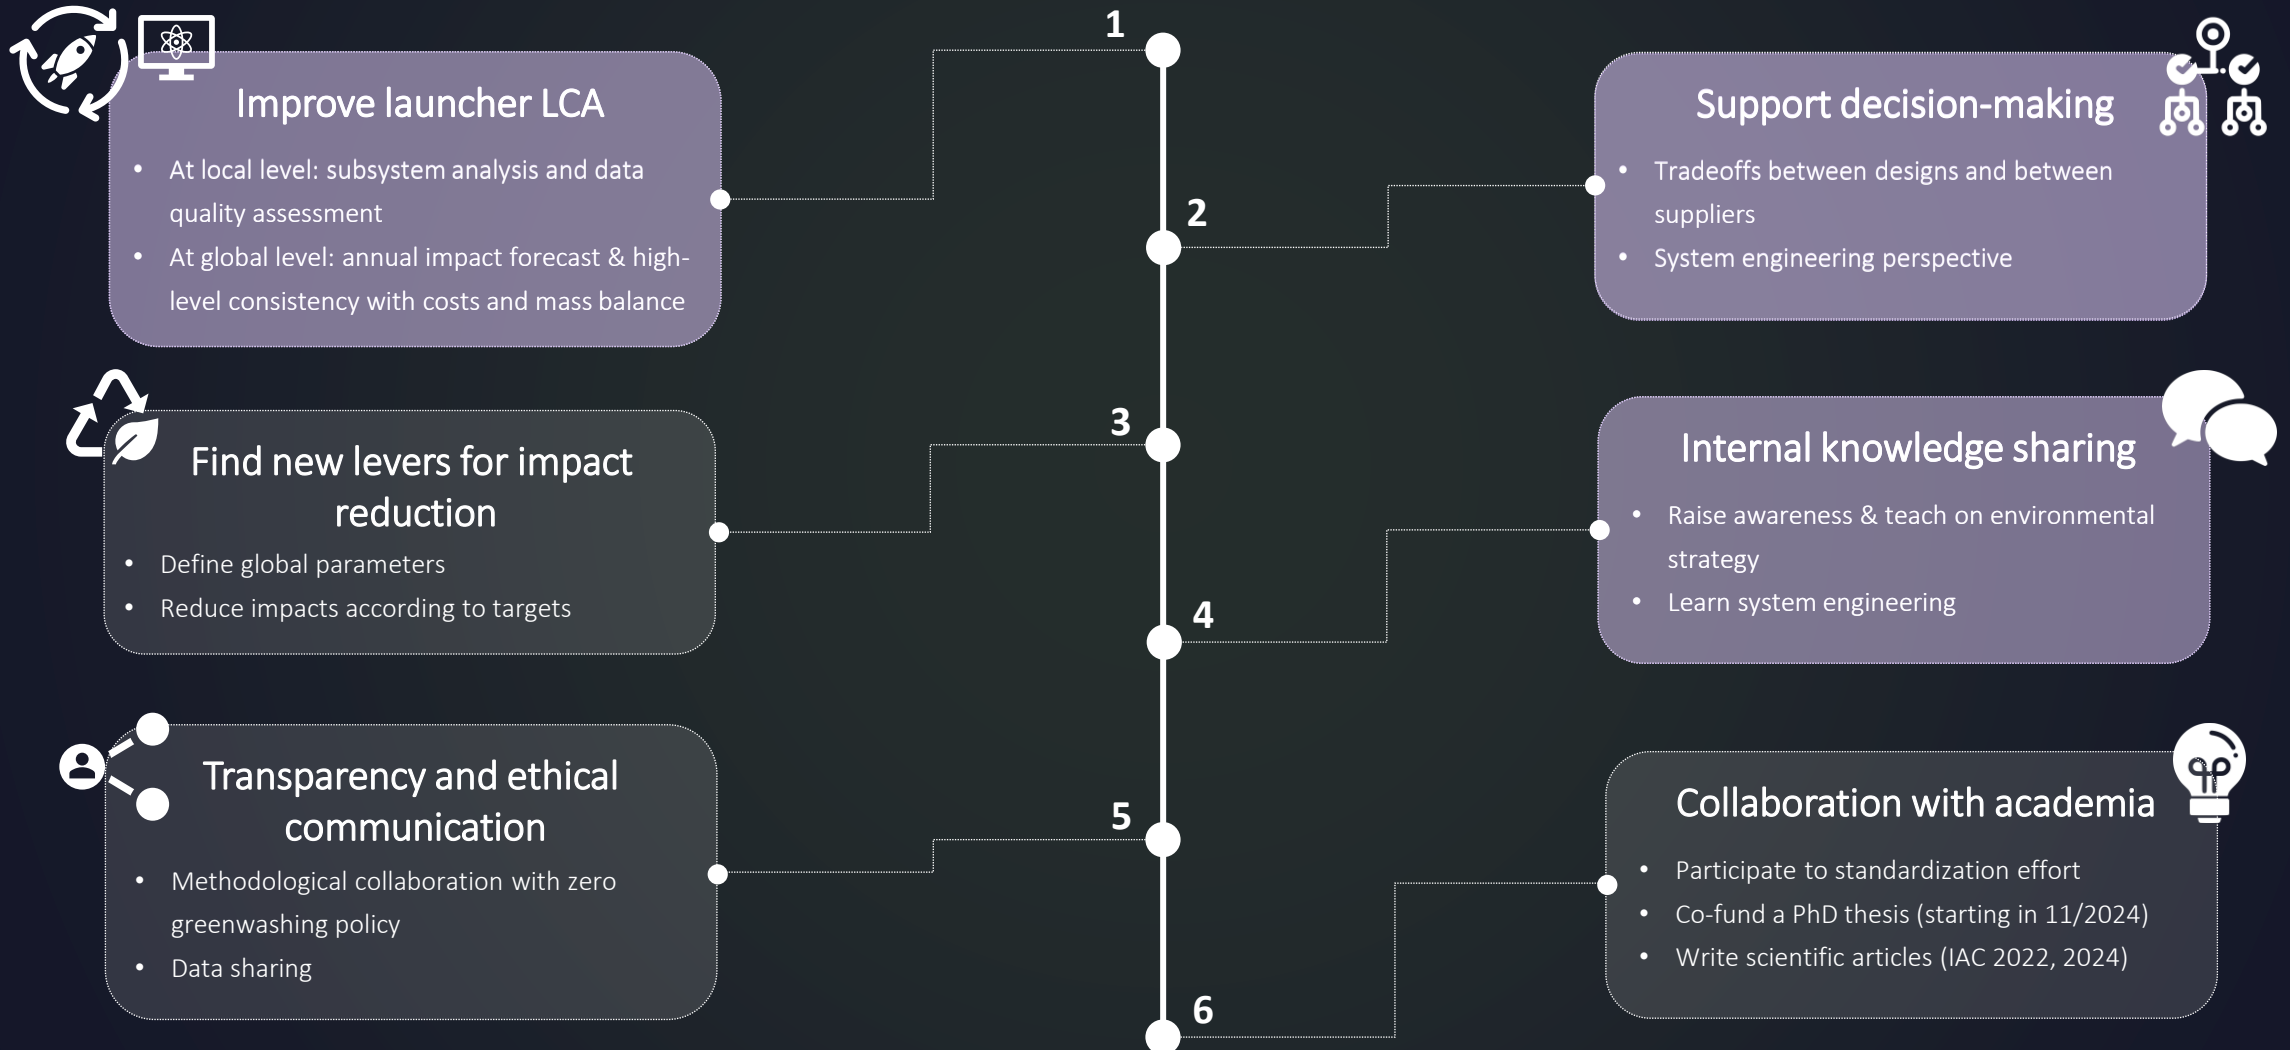 1
Improve launcher LCA
• At local level: subsystem analysis and data
quality assessment
• At global level: annual impact forecast & high-
level consistency with costs and mass balance
2
Support decision-making
• Tradeoffs between designs and between
suppliers
• System engineering perspective
3
Find new levers for impact
reduction
• Define global parameters
• Reduce impacts according to targets
4
Internal knowledge sharing
• Raise awareness & teach on environmental
strategy
• Learn system engineering
5
Transparency and ethical
communication
• Methodological collaboration with zero
greenwashing policy
• Data sharing
6
Collaboration with academia
• Participate to standardization effort
• Co-fund a PhD thesis (starting in 11/2024)
• Write scientific articles (IAC 2022, 2024)